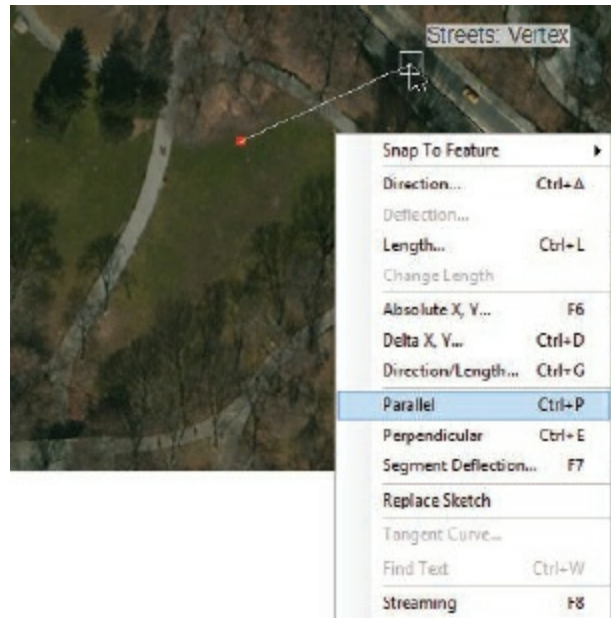 Streets: Vertex
Snap To Feature
Direction... Ctrl+A
Deflection...
Length... Ctrl+L
Change Length
Absolute X, Y... F6
Delta X, Y... Ctrl+D
Direction/Length... Ctrl+G
Parallel Ctrl+P
Perpendicular Ctrl+E
Segment Deflection... F7
Replace Sketch
Tangent Curve...
Find Text Ctrl+W
Streaming F8